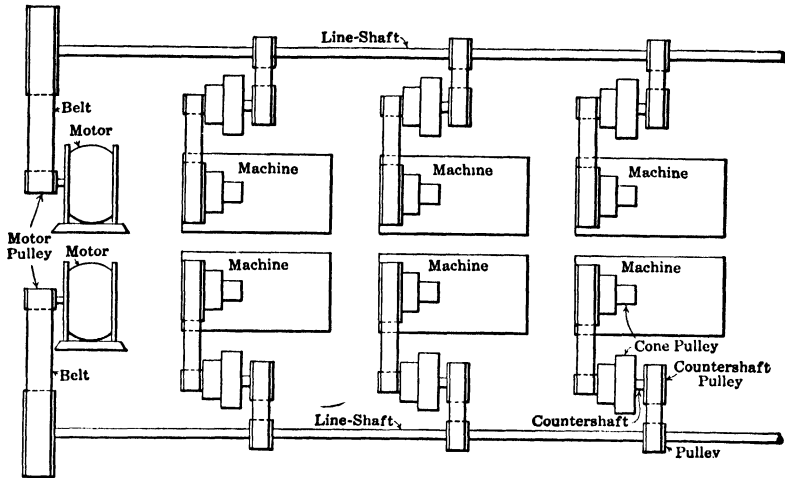 Line-Shaft
Belt
Motor
Machine
Machine
Machine
Motor
Pulley
Motor
Machine
Machine
Machine
Cone Pulley
Belt
Countershaft
Pulley
Line-Shaft
Countershaft
Pulley